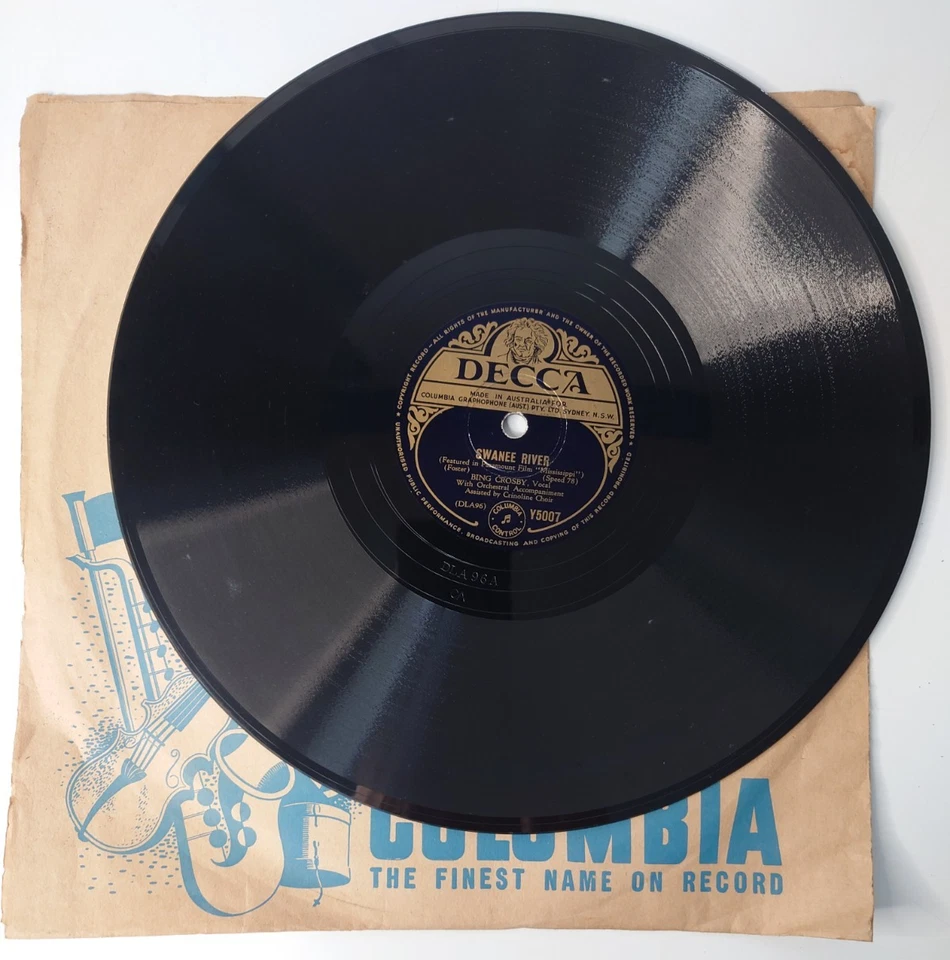 ★ COPYRIGHT RECORD—ALL RIGHTS OF THE MANUFACTURER AND THE OWNER OF THE RECORDED WORK RESERVED ★
UNAUTHORISED PUBLIC PERFORMANCE, BROADCASTING AND COPYING OF THIS RECORD PROHIBITED
DECCA
MADE IN AUSTRALIA FOR
COLUMBIA GRAPHOPHONE (AUST.) PTY. LTD. SYDNEY N.S.W.
SWANEE RIVER
(Featured in Paramount Film "Mississippi")
(Foster) (Speed 78)
BING CROSBY, Vocal
With Orchestral Accompaniment
Assisted by Crinoline Choir
(DLA96) COLUMBIA CONTROL Y5007
DLA96A
CA
COLUMBIA
THE FINEST NAME ON RECORD